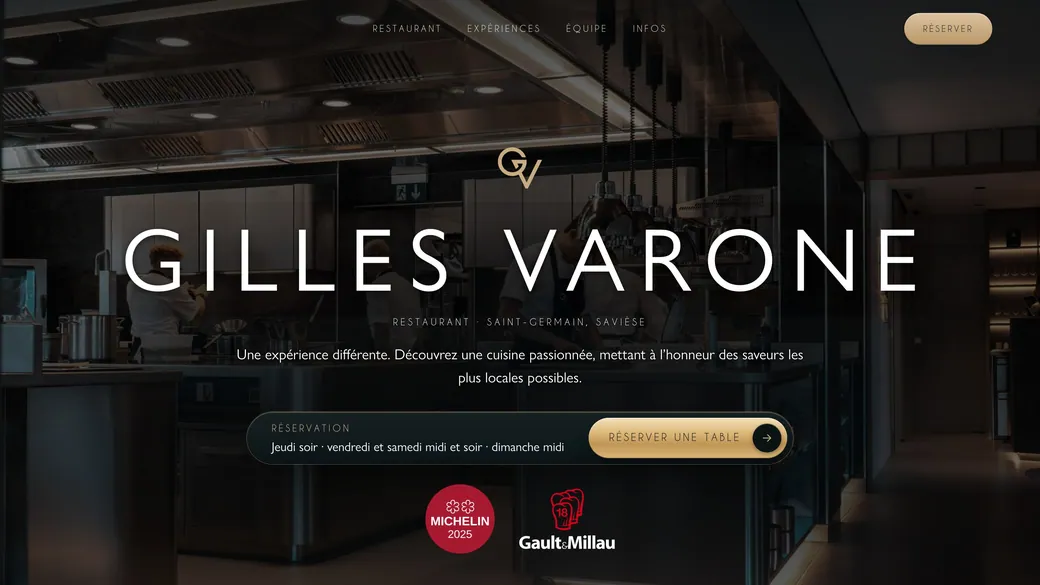 RESTAURANT EXPÉRIENCES ÉQUIPE INFOS RÉSERVER
GV
GILLES VARONE
RESTAURANT · SAINT-GERMAIN, SAVIÈSE
Une expérience différente. Découvrez une cuisine passionnée, mettant à l'honneur des saveurs les
plus locales possibles.
RÉSERVATION
Jeudi soir · vendredi et samedi midi et soir · dimanche midi
RÉSERVER UNE TABLE
MICHELIN
2025
18
Gault&Millau